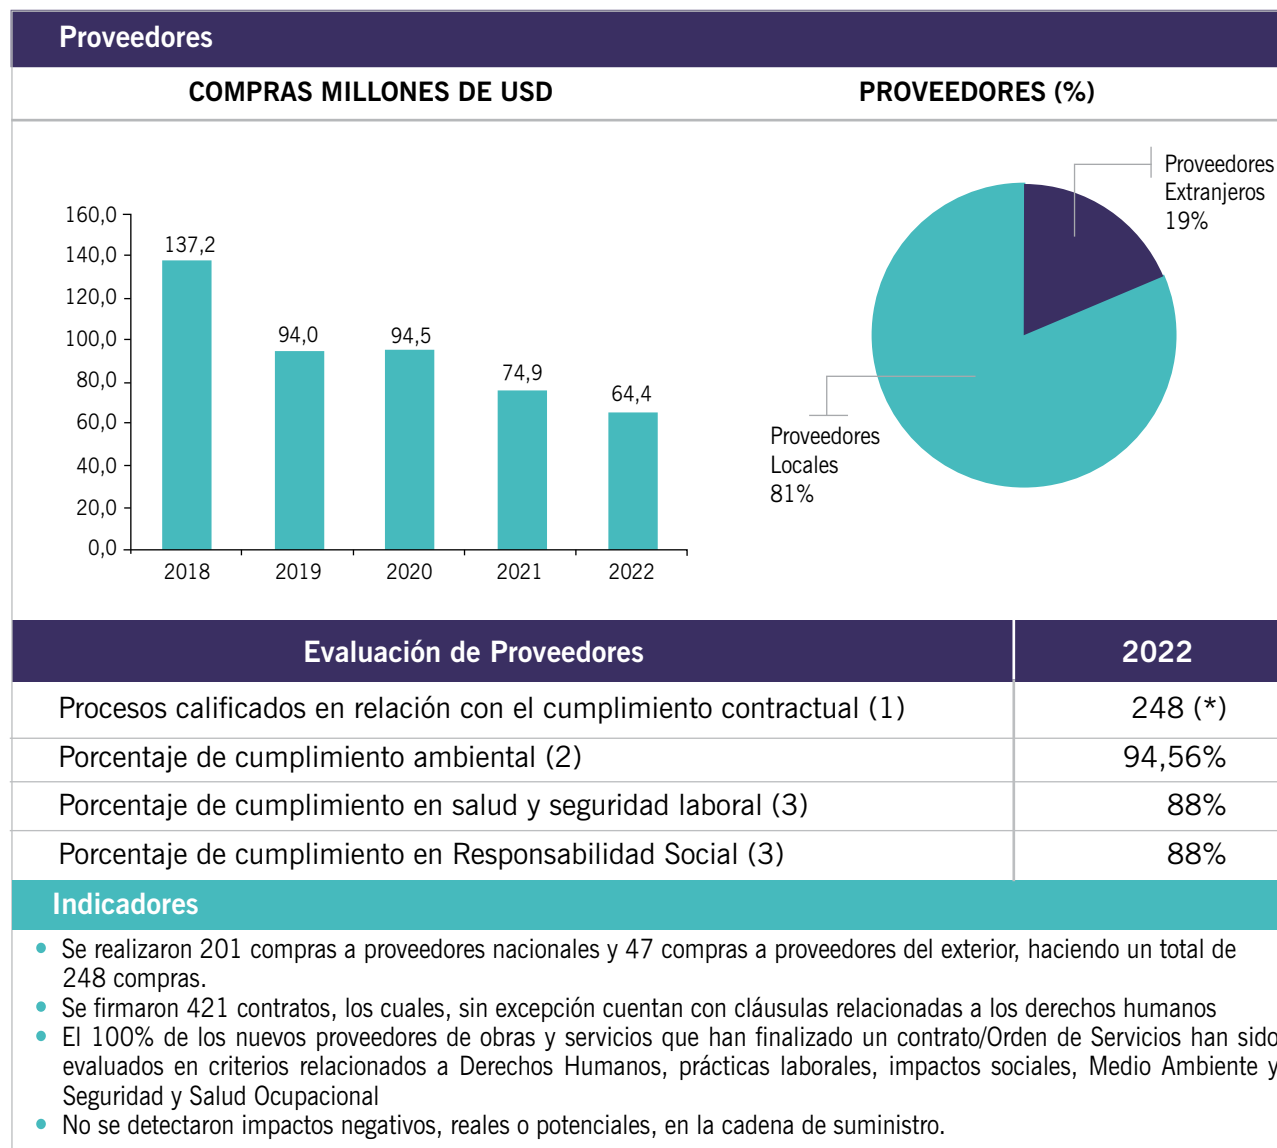 Proveedores
COMPRAS MILLONES DE USD
160,0
140,0
120,0
100,0
80,0
60,0
40,0
20,0
0,0
137,2
94,0
94,5
74,9
64,4
2018
2019
2020
2021
2022
PROVEEDORES (%)
Proveedores
Extranjeros
19%
Proveedores
Locales
81%
Evaluación de Proveedores 2022
Procesos calificados en relación con el cumplimiento contractual (1) 248 (*)
Porcentaje de cumplimiento ambiental (2) 94,56%
Porcentaje de cumplimiento en salud y seguridad laboral (3) 88%
Porcentaje de cumplimiento en Responsabilidad Social (3) 88%
Indicadores
• Se realizaron 201 compras a proveedores nacionales y 47 compras a proveedores del exterior, haciendo un total de
248 compras.
• Se firmaron 421 contratos, los cuales, sin excepción cuentan con cláusulas relacionadas a los derechos humanos
• El 100% de los nuevos proveedores de obras y servicios que han finalizado un contrato/Orden de Servicios han sido
evaluados en criterios relacionados a Derechos Humanos, prácticas laborales, impactos sociales, Medio Ambiente y
Seguridad y Salud Ocupacional
• No se detectaron impactos negativos, reales o potenciales, en la cadena de suministro.